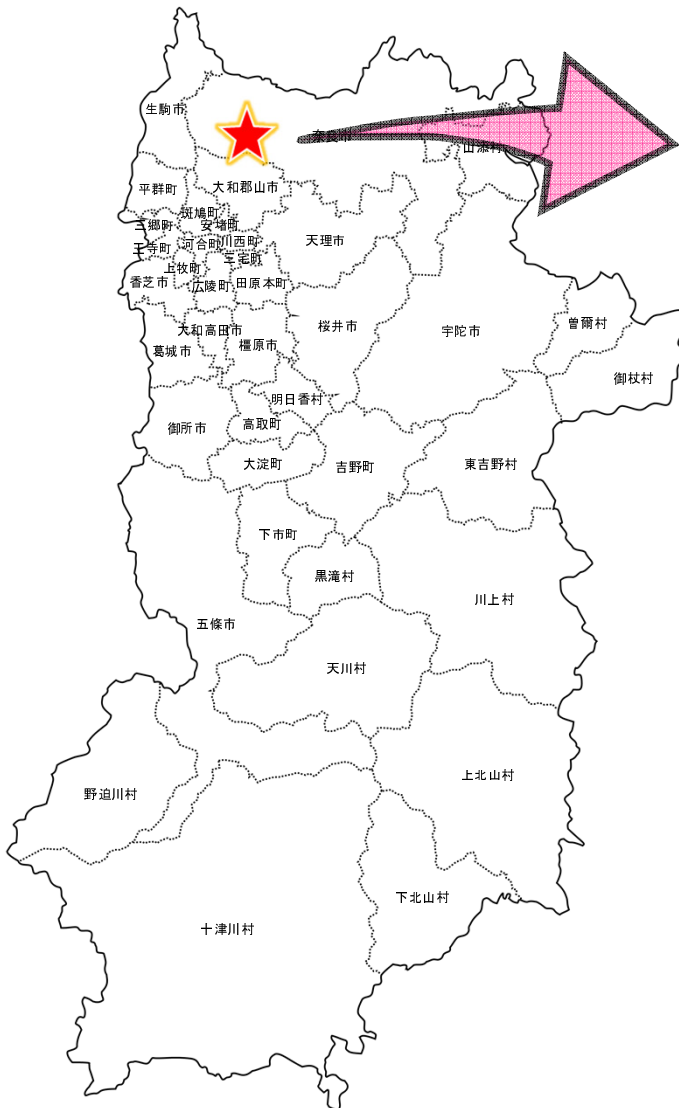 生駒市
奈良市
山添村
平群町
大和郡山市
斑鳩町
三郷町
安堵町
王寺町
河合町
川西町
天理市
三宅町
上牧町
香芝市
広陵町
田原本町
桜井市
宇陀市
曽爾村
大和高田市
葛城市
橿原市
御杖村
明日香村
御所市
高取町
大淀町
吉野町
東吉野村
下市町
黒滝村
川上村
五條市
天川村
上北山村
野迫川村
下北山村
十津川村